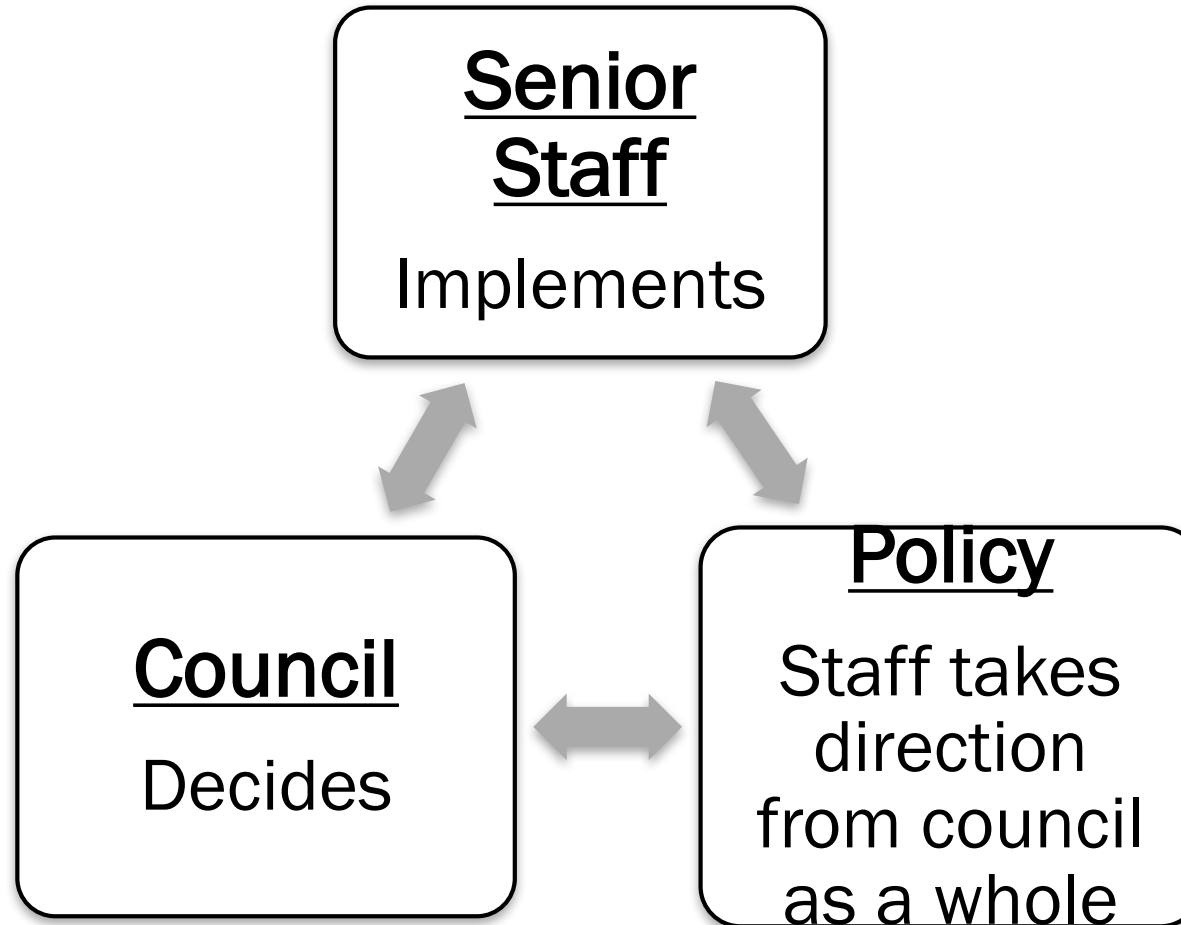 Senior
Staff
Implements
Council
Decides
Policy
Staff takes
direction
from council
as a whole